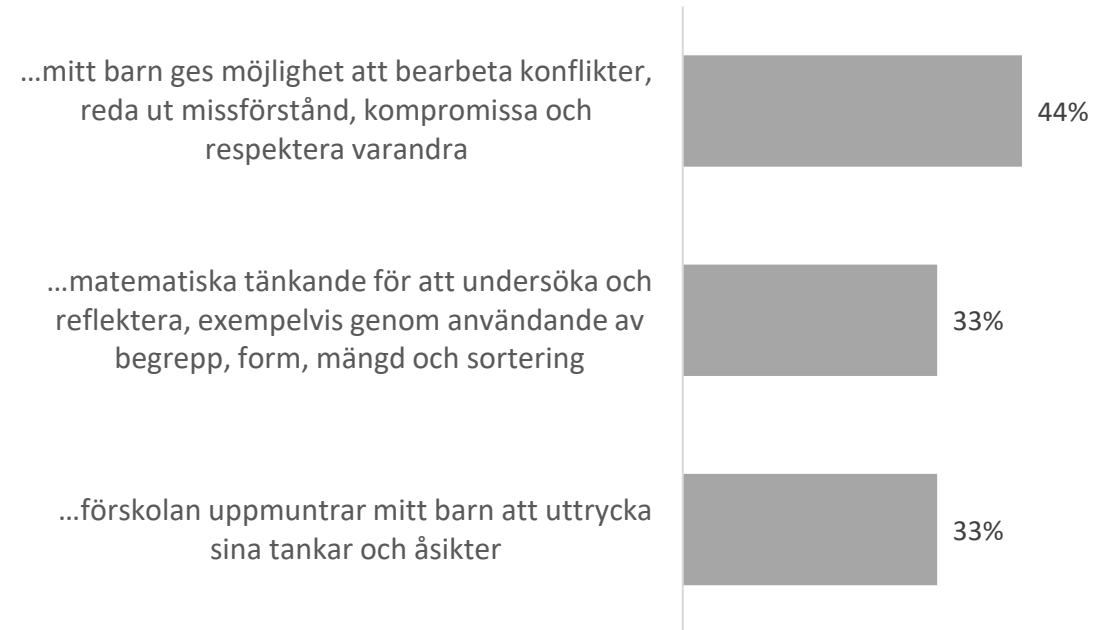 ...mitt barn ges möjlighet att bearbeta konflikter,
reda ut missförstånd, kompromissa och
respektera varandra
44%
...matematiska tänkande för att undersöka och
reflektera, exempelvis genom användande av
begrepp, form, mängd och sortering
33%
...förskolan uppmuntrar mitt barn att uttrycka
sina tankar och åsikter
33%